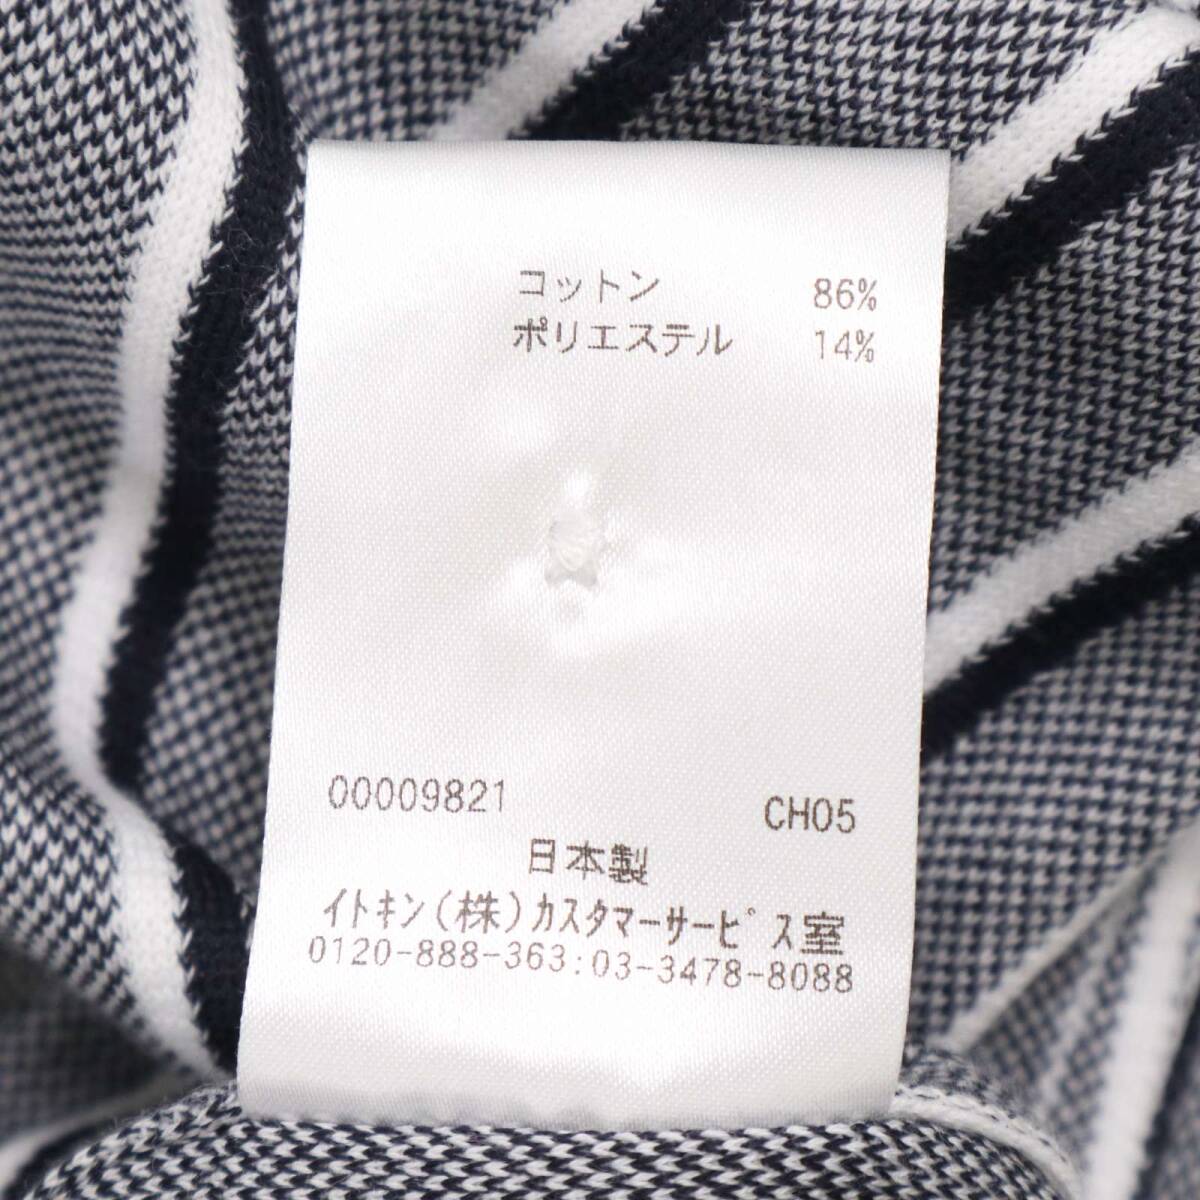 コットン 86%
ポリエステル 14%
00009821 CH05
日本製
イトキン(株)カスタマーサービス室
0120-888-363:03-3478-8088